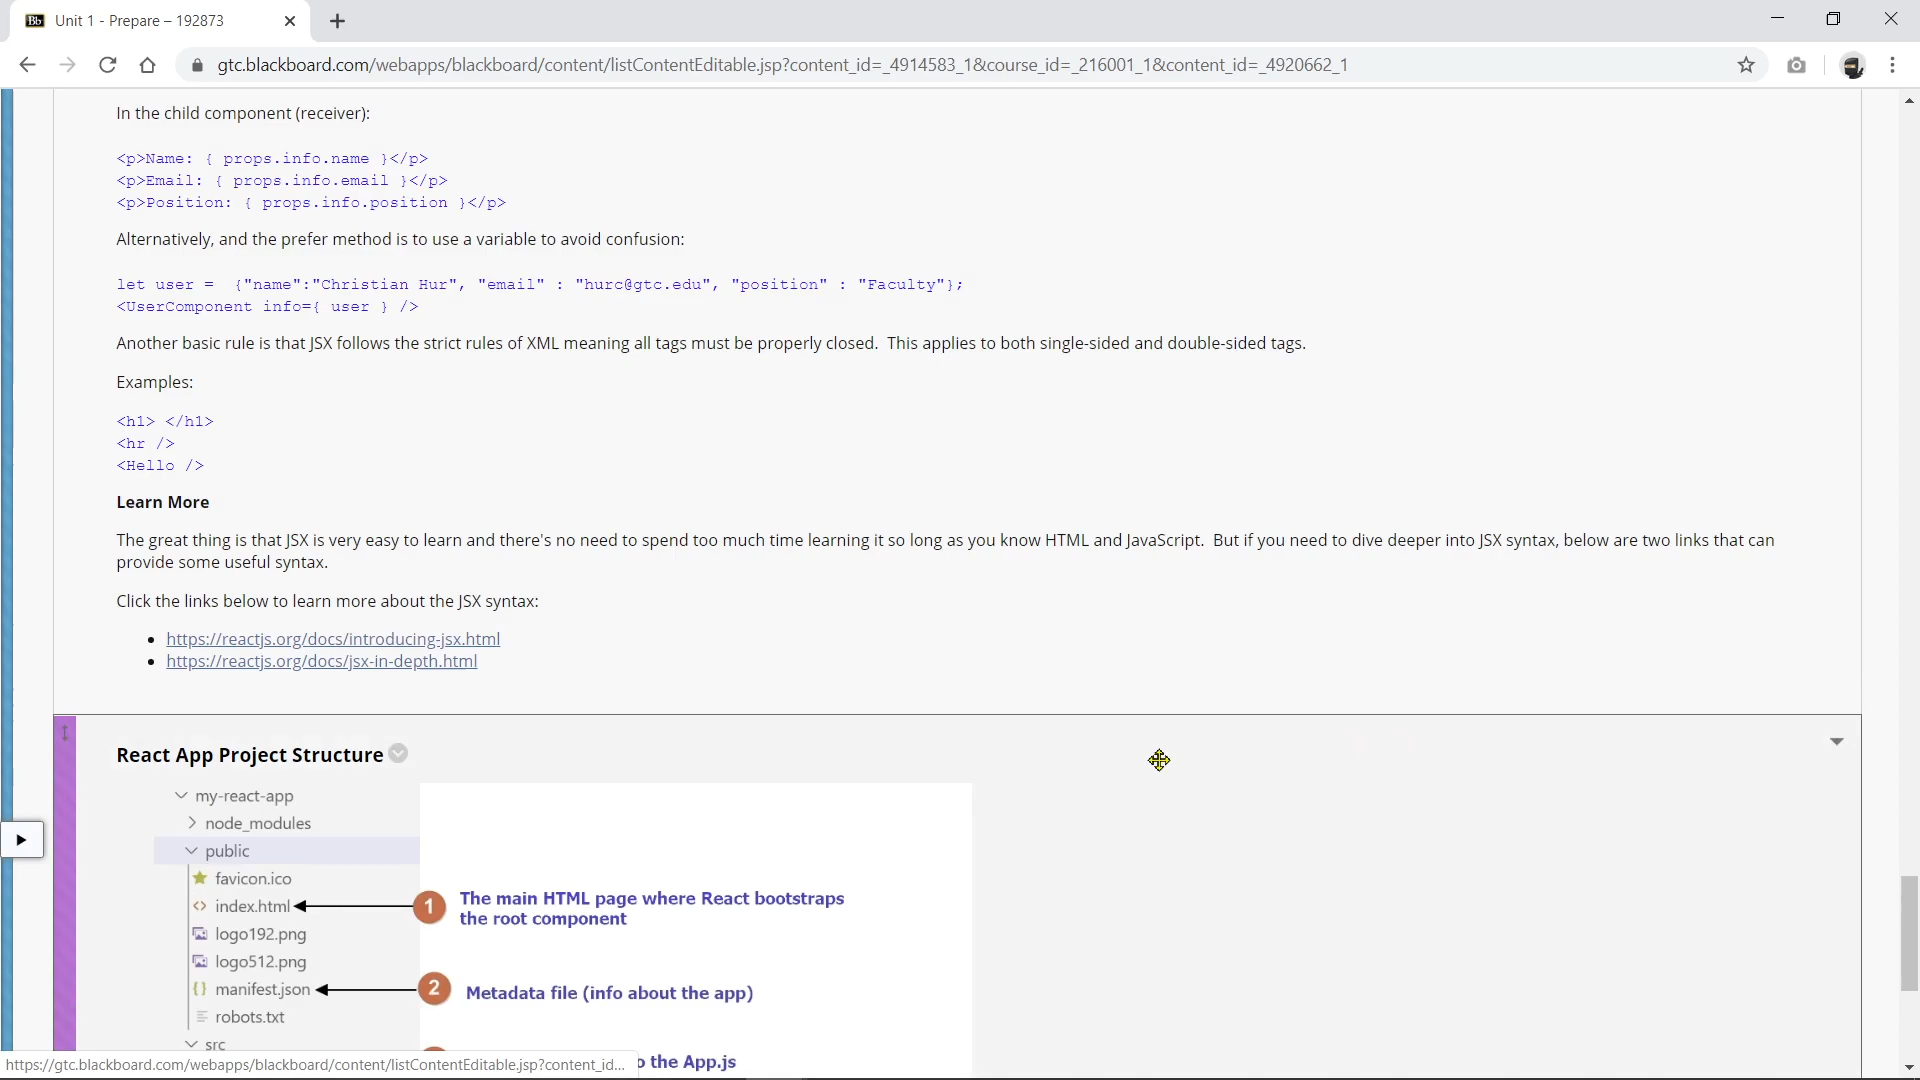 Unit 1 - Prepare – 192873
gtc.blackboard.com/webapps/blackboard/content/listContentEditable.jsp?content_id=_4914583_1&course_id=_216001_1&content_id=_4920662_1
In the child component (receiver):
<p>Name: { props.info.name }</p>
<p>Email: { props.info.email }</p>
<p>Position: { props.info.position }</p>
Alternatively, and the prefer method is to use a variable to avoid confusion:
let user =  {"name":"Christian Hur", "email" : "hurc@gtc.edu", "position" : "Faculty"};
<UserComponent info={ user } />
Another basic rule is that JSX follows the strict rules of XML meaning all tags must be properly closed.  This applies to both single-sided and double-sided tags.
Examples:
<h1> </h1>
<hr />
<Hello />
Learn More
The great thing is that JSX is very easy to learn and there's no need to spend too much time learning it so long as you know HTML and JavaScript.  But if you need to dive deeper into JSX syntax, below are two links that can
provide some useful syntax.
Click the links below to learn more about the JSX syntax:
https://reactjs.org/docs/introducing-jsx.html
https://reactjs.org/docs/jsx-in-depth.html
React App Project Structure
my-react-app
node_modules
public
favicon.ico
index.html
1 The main HTML page where React bootstraps
the root component
logo192.png
logo512.png
manifest.json
2 Metadata file (info about the app)
robots.txt
src
o the App.js
https://gtc.blackboard.com/webapps/blackboard/content/listContentEditable.jsp?content_id...